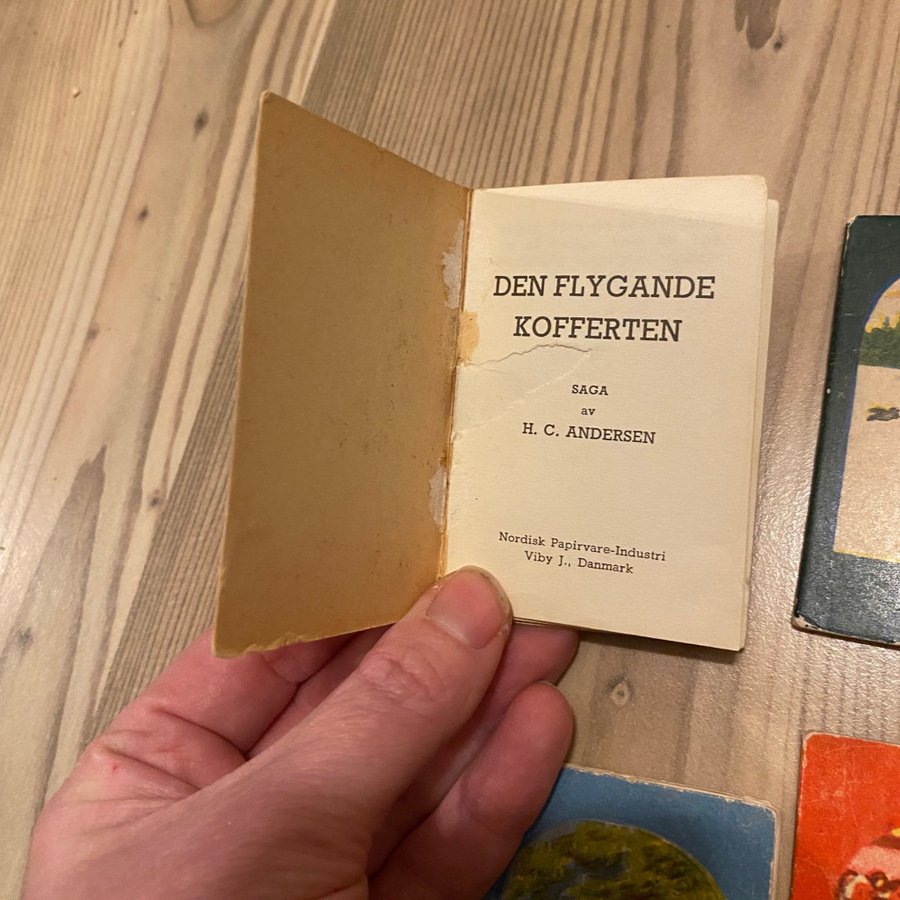 DEN FLYGANDE
KOFFERTEN
SAGA
av
H. C. ANDERSEN
Nordisk Papirvare-Industri
Viby J., Danmark